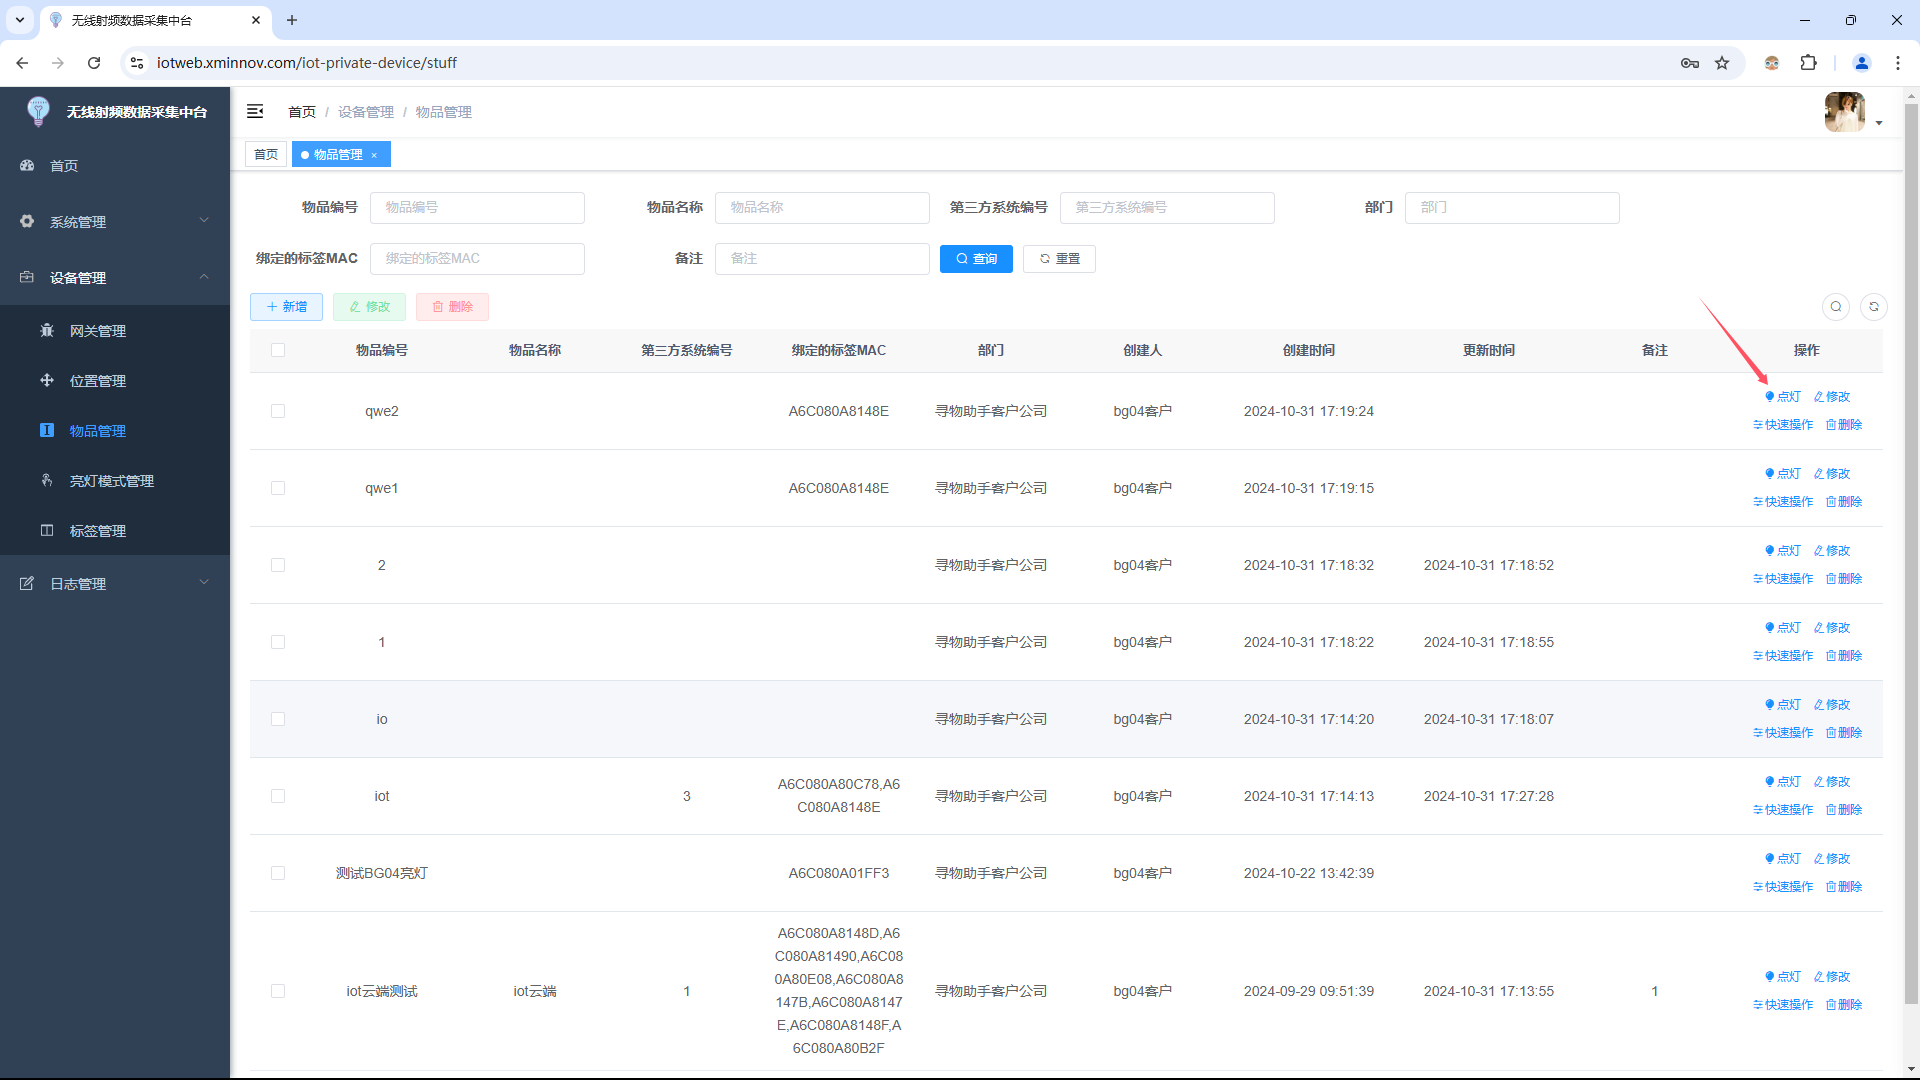 无线射频数据采集中台
iotweb.xminnov.com/iot-private-device/stuff
无线射频数据采集中台
首页
系统管理
设备管理
网关管理
位置管理
物品管理
亮灯模式管理
标签管理
日志管理
首页 / 设备管理 / 物品管理
首页 物品管理 ×
物品编号 物品编号 物品名称 物品名称 第三方系统编号 第三方系统编号 部门 部门
绑定的标签MAC 绑定的标签MAC 备注 备注 查询 重置
新增 修改 删除
物品编号 物品名称 第三方系统编号 绑定的标签MAC 部门 创建人 创建时间 更新时间 备注 操作
点灯 修改
qwe2 A6C080A8148E 寻物助手客户公司 bg04客户 2024-10-31 17:19:24
快速操作 删除
点灯 修改
qwe1 A6C080A8148E 寻物助手客户公司 bg04客户 2024-10-31 17:19:15
快速操作 删除
点灯 修改
2 寻物助手客户公司 bg04客户 2024-10-31 17:18:32 2024-10-31 17:18:52
快速操作 删除
点灯 修改
1 寻物助手客户公司 bg04客户 2024-10-31 17:18:22 2024-10-31 17:18:55
快速操作 删除
点灯 修改
io 寻物助手客户公司 bg04客户 2024-10-31 17:14:20 2024-10-31 17:18:07
快速操作 删除
A6C080A80C78,A6 点灯 修改
iot 3 寻物助手客户公司 bg04客户 2024-10-31 17:14:13 2024-10-31 17:27:28
C080A8148E 快速操作 删除
点灯 修改
测试BG04亮灯 A6C080A01FF3 寻物助手客户公司 bg04客户 2024-10-22 13:42:39
快速操作 删除
A6C080A8148D,A6
C080A81490,A6C08
0A80E08,A6C080A8 点灯 修改
iot云端测试 iot云端 1 寻物助手客户公司 bg04客户 2024-09-29 09:51:39 2024-10-31 17:13:55 1
147B,A6C080A8147 快速操作 删除
E,A6C080A8148F,A
6C080A80B2F